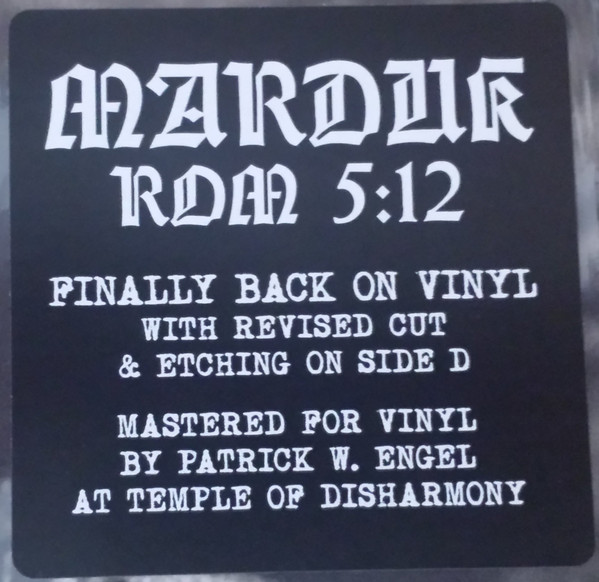 MARDUK
ROM 5:12
FINALLY BACK ON VINYL
WITH REVISED CUT
& ETCHING ON SIDE D
MASTERED FOR VINYL
BY PATRICK W. ENGEL
AT TEMPLE OF DISHARMONY